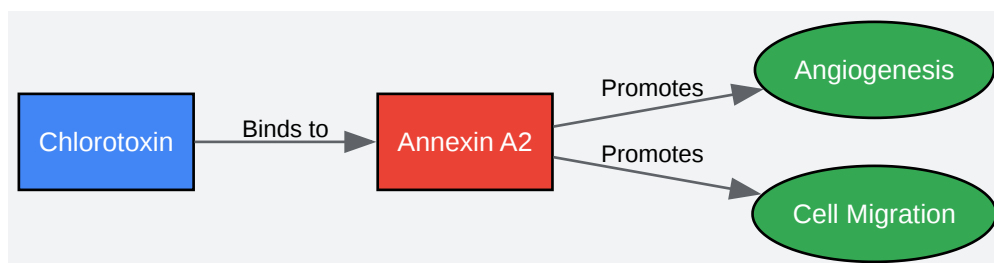 Chlorotoxin
Binds to
Annexin A2
Promotes
Angiogenesis
Promotes
Cell Migration